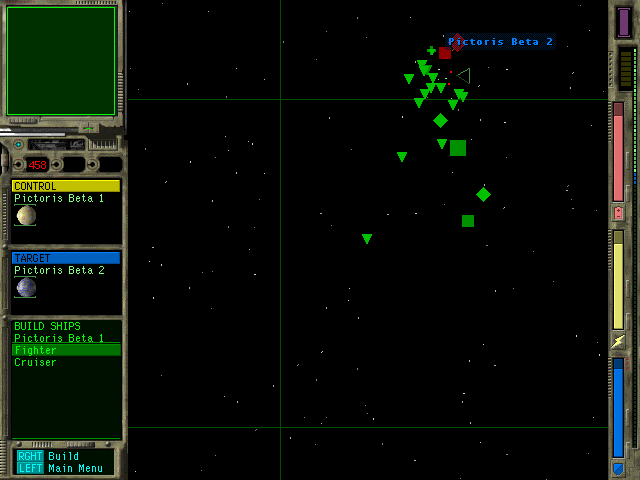 Pictoris Beta 2
458
CONTROL
Pictoris Beta 1
TARGET
Pictoris Beta 2
BUILD SHIPS
Pictoris Beta 1
Fighter
Cruiser
RGHT Build
LEFT Main Menu